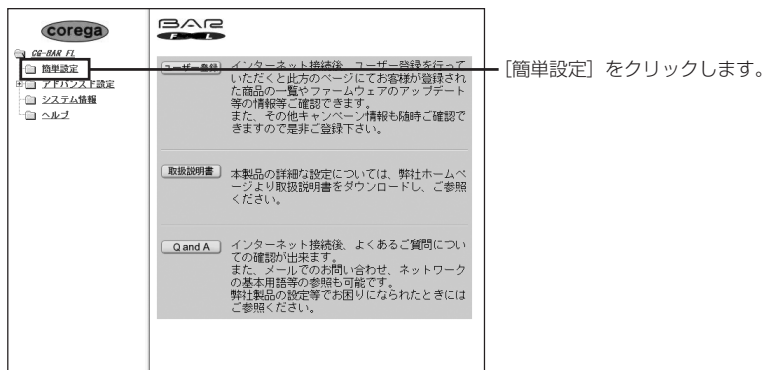 corega
CG-BAR FL
簡単設定
アドバンスド設定
システム情報
ヘルプ
BAR
F L
ユーザー登録
インターネット接続後、ユーザー登録を行って
いただくと此方のページにてお客様が登録され
た商品の一覧やファームウェアのアップデート
等の情報等ご確認できます。
また、その他キャンペーン情報も随時ご確認で
きますので是非ご登録下さい。
取扱説明書
本製品の詳細な設定については、弊社ホームペ
ージより取扱説明書をダウンロードし、ご参照
ください。
Q and A
インターネット接続後、よくあるご質問につい
ての確認が出来ます。
また、メールでのお問い合わせ、ネットワーク
の基本用語等の参照も可能です。
弊社製品の設定等でお困りになられたときには
ご参照ください。
[簡単設定] をクリックします。